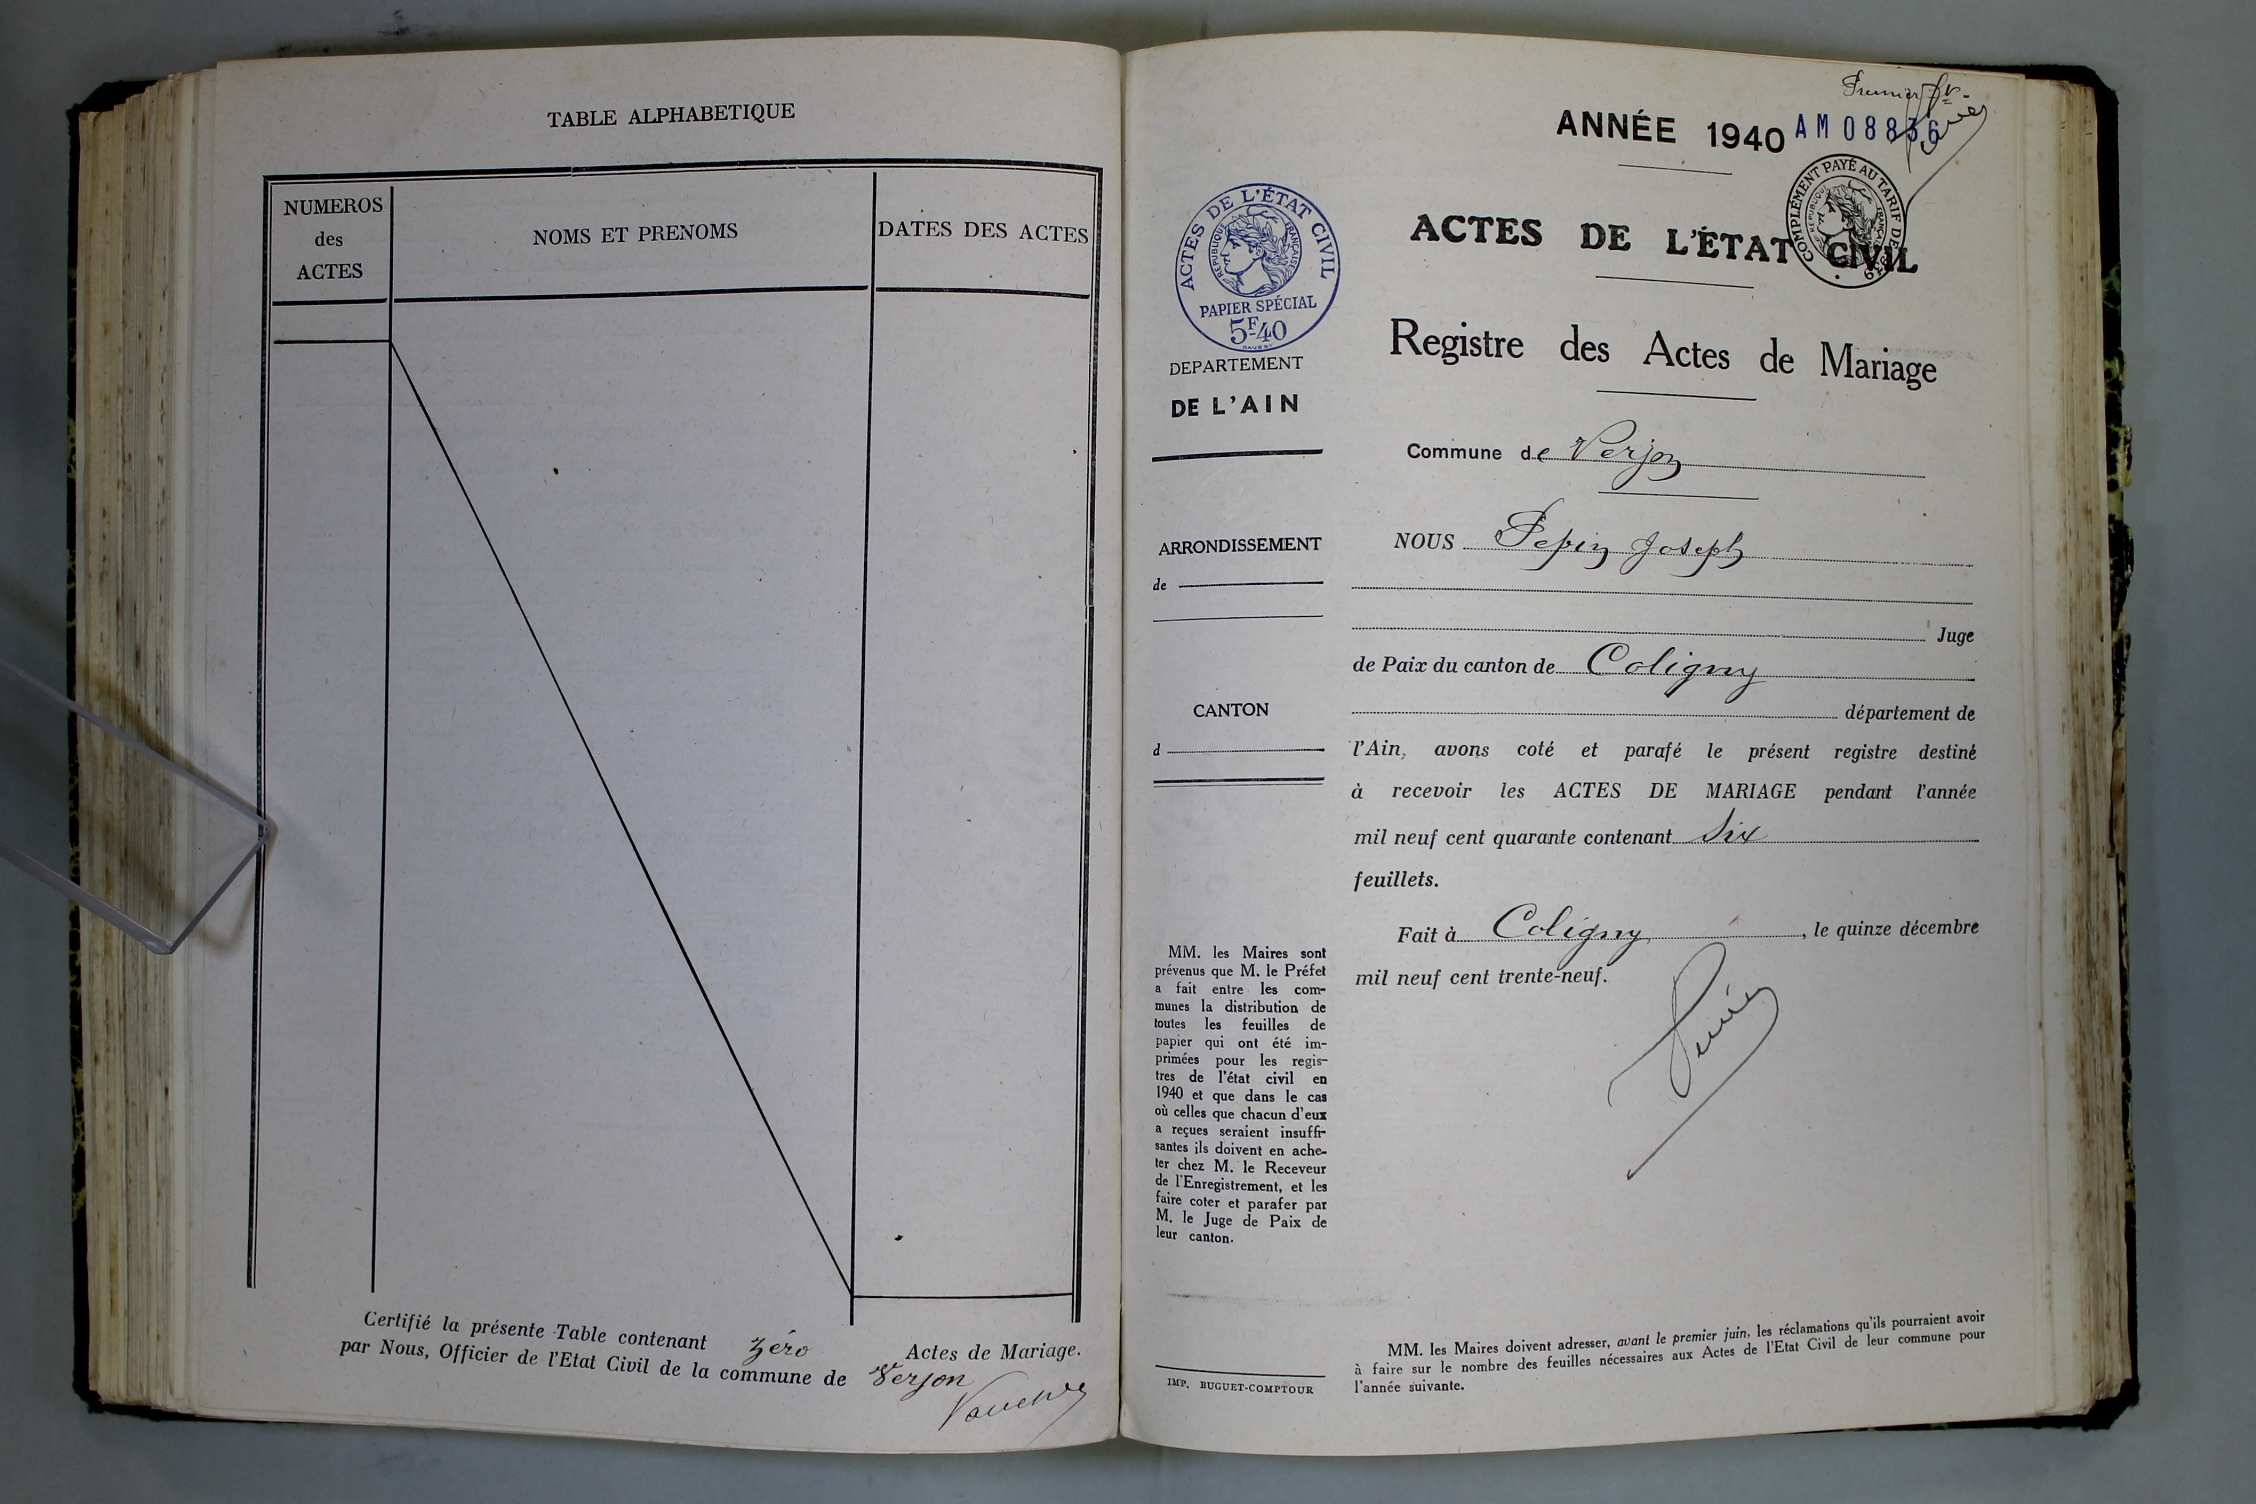 TABLE ALPHABETIQUE
NUMEROS
des
ACTES
NOMS ET PRENOMS
DATES DES ACTES
Certifié la présente Table contenant zéro Actes de Mariage.
par Nous, Officier de l'Etat Civil de la commune de Verjon
Premier
ANNÉE 1940
AM 08836
ACTES DE L'ÉTAT CIVIL
RÉPUBLIQUE FRANÇAISE
PAPIER SPÉCIAL
5F.40
COMPLÉMENT PAYÉ AU TARIF DE 1939
RÉPUBLIQUE FRANÇAISE
DEPARTEMENT
DE L'AIN
ARRONDISSEMENT
de
CANTON
d
MM. les Maires sont
prévenus que M. le Préfet
a fait entre les com-
munes la distribution de
toutes les feuilles de
papier qui ont été im-
primées pour les regis-
tres de l'état civil en
1940 et que dans le cas
où celles que chacun d'eux
a reçues seraient insuffi-
santes ils doivent en ache-
ter chez M. le Receveur
de l'Enregistrement, et les
faire coter et parafer par
M. le Juge de Paix de
leur canton.
IMP. BUGUET-COMPTOUR
ACTES DE L'ÉTAT CIVIL
Registre des Actes de Mariage
Commune de Verjon
NOUS Pepin Joseph
Juge
de Paix du canton de Coligny
département de
l'Ain, avons coté et parafé le présent registre destiné
à recevoir les ACTES DE MARIAGE pendant l'année
mil neuf cent quarante contenant Six
feuillets.
Fait à Coligny, le quinze décembre
mil neuf cent trente-neuf.
MM. les Maires doivent adresser, avant le premier juin, les réclamations qu'ils pourraient avoir
à faire sur le nombre des feuilles nécessaires aux Actes de l'Etat Civil de leur commune pour
l'année suivante.